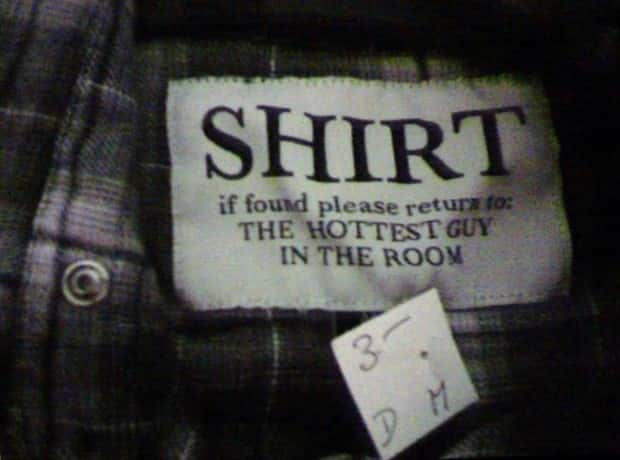 SHIRT
if found please return to:
THE HOTTEST GUY
IN THE ROOM
3-
D M